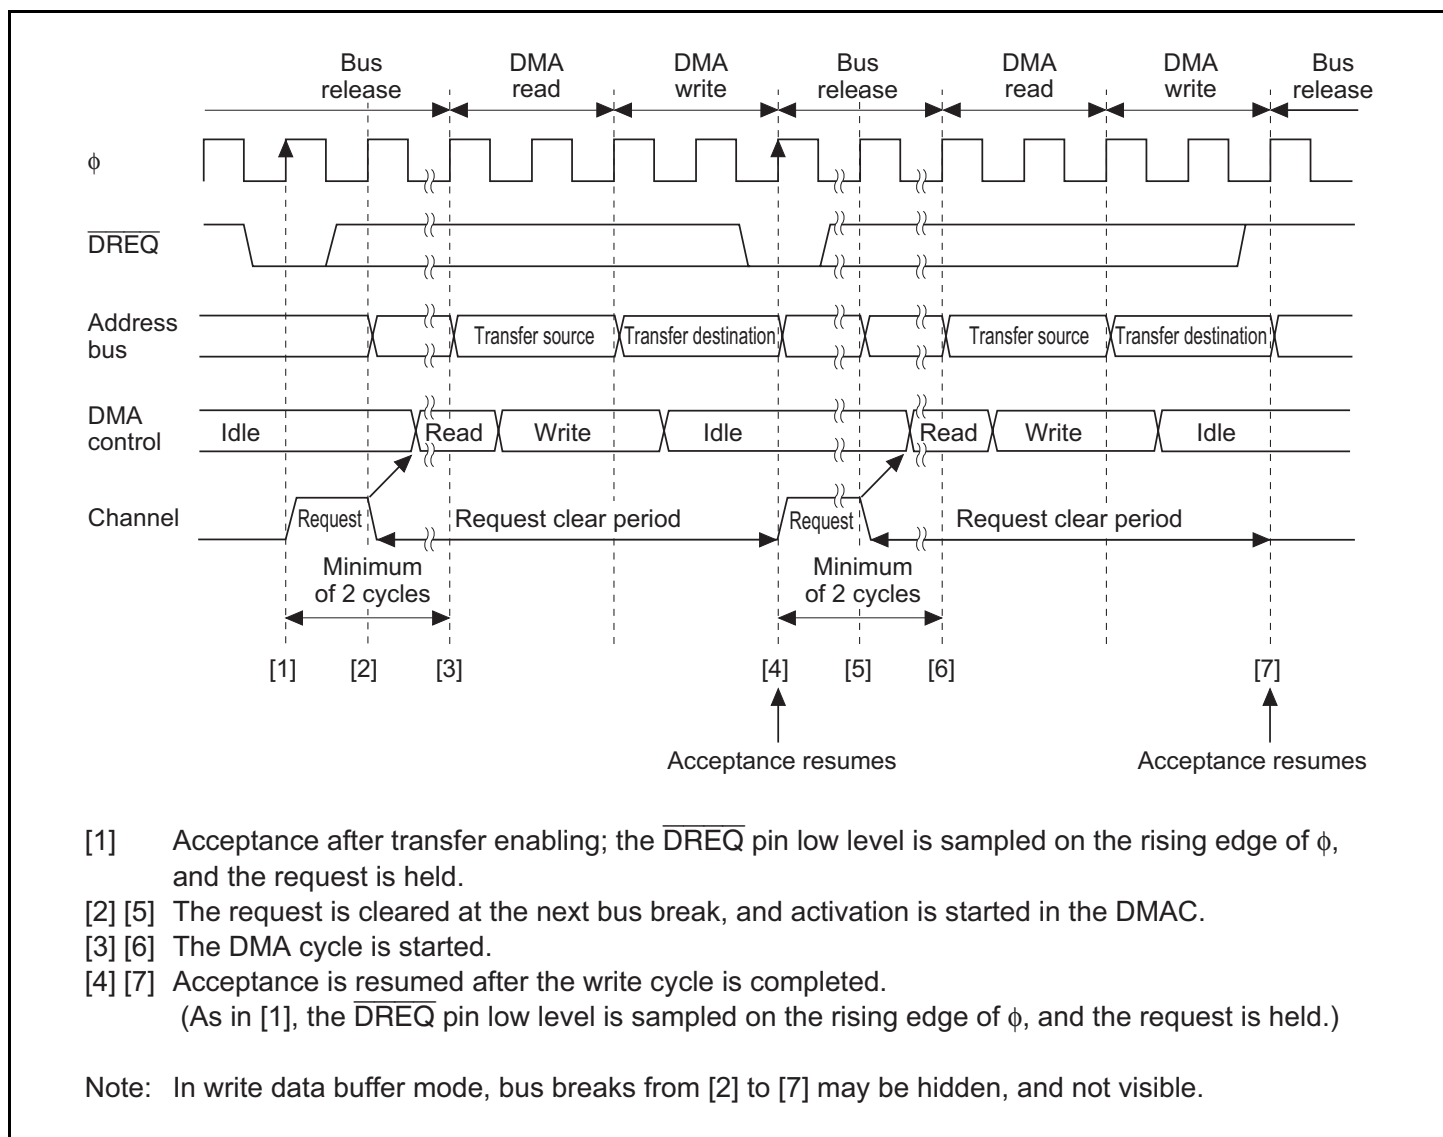 Bus release DMA read DMA write Bus release DMA read DMA write Bus release
ϕ
DREQ
Address bus Transfer source Transfer destination Transfer source Transfer destination
DMA control Idle Read Write Idle Read Write Idle
Channel Request Request clear period Request Request clear period
Minimum of 2 cycles Minimum of 2 cycles
[1] [2] [3] [4] [5] [6] [7]
Acceptance resumes Acceptance resumes
[1] Acceptance after transfer enabling; the DREQ pin low level is sampled on the rising edge of ϕ,
and the request is held.
[2] [5] The request is cleared at the next bus break, and activation is started in the DMAC.
[3] [6] The DMA cycle is started.
[4] [7] Acceptance is resumed after the write cycle is completed.
(As in [1], the DREQ pin low level is sampled on the rising edge of ϕ, and the request is held.)
Note: In write data buffer mode, bus breaks from [2] to [7] may be hidden, and not visible.